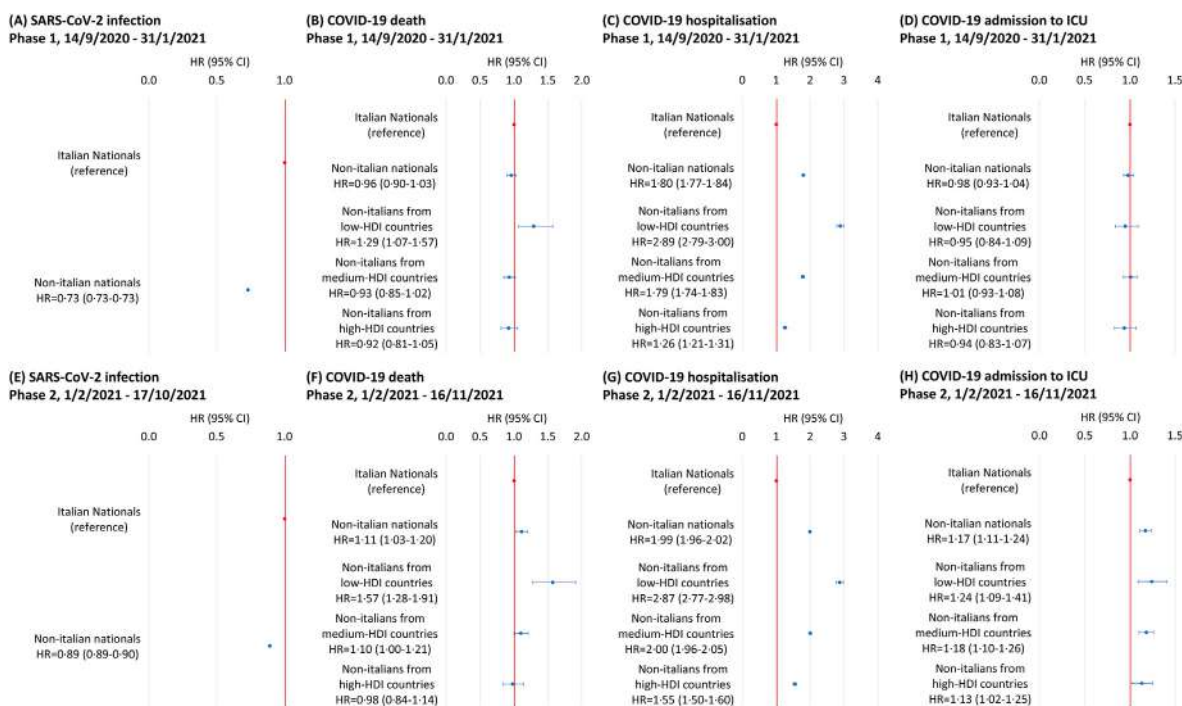 (A) SARS-CoV-2 infection
Phase 1, 14/9/2020 - 31/1/2021
HR (95% CI)
0.0 1.0
Italian Nationals
(reference)
Non-italian nationals
HR=0·73 (0·73-0·73)
(B) COVID-19 death
Phase 1, 14/9/2020 - 31/1/2021
HR (95% CI)
0.0 0.5 1.0 1.5 2.0
Italian Nationals
(reference)
Non-italian nationals
HR=0·96 (0·90-1·03)
Non-italians from
low-HDI countries
HR=1·29 (1·07-1·57)
Non-italians from
medium-HDI countries
HR=0·93 (0·85-1·02)
Non-italians from
high-HDI countries
HR=0·92 (0·81-1·05)
(C) COVID-19 hospitalisation
Phase 1, 14/9/2020 - 31/1/2021
HR (95% CI)
0 1 2 3 4
Italian Nationals
(reference)
Non-italian nationals
HR=1·80 (1·77-1·84)
Non-italians from
low-HDI countries
HR=2·89 (2·79-3·00)
Non-italians from
medium-HDI countries
HR=1·79 (1·74-1·83)
Non-italians from
high-HDI countries
HR=1·26 (1·21-1·31)
(D) COVID-19 admission to ICU
Phase 1, 14/9/2020 - 31/1/2021
HR (95% CI)
0.0 1.0 1.5
Italian Nationals
(reference)
Non-italian nationals
HR=0·98 (0·93-1·04)
Non-italians from
low-HDI countries
HR=0·95 (0·84-1·09)
Non-italians from
medium-HDI countries
HR=1·01 (0·93-1·08)
Non-italians from
high-HDI countries
HR=0·94 (0·83-1·07)
(E) SARS-CoV-2 infection
Phase 2, 1/2/2021 - 17/10/2021
HR (95% CI)
0.0 1.0
Italian Nationals
(reference)
Non-italian nationals
HR=0·89 (0·89-0·90)
(F) COVID-19 death
Phase 2, 1/2/2021 - 16/11/2021
HR (95% CI)
0.0 0.5 1.0 1.5 2.0
Italian Nationals
(reference)
Non-italian nationals
HR=1·11 (1·03-1·20)
Non-italians from
low-HDI countries
HR=1·57 (1·28-1·91)
Non-italians from
medium-HDI countries
HR=1·10 (1·00-1·21)
Non-italians from
high-HDI countries
HR=0·98 (0·84-1·14)
(G) COVID-19 hospitalisation
Phase 2, 1/2/2021 - 16/11/2021
HR (95% CI)
0 1 2 3 4
Italian Nationals
(reference)
Non-italian nationals
HR=1·99 (1·96-2·02)
Non-italians from
low-HDI countries
HR=2·87 (2·77-2·98)
Non-italians from
medium-HDI countries
HR=2·00 (1·96-2·05)
Non-italians from
high-HDI countries
HR=1·55 (1·50-1·60)
(H) COVID-19 admission to ICU
Phase 2, 1/2/2021 - 16/11/2021
HR (95% CI)
0.0 1.0 1.5
Italian Nationals
(reference)
Non-italian nationals
HR=1·17 (1·11-1·24)
Non-italians from
low-HDI countries
HR=1·24 (1·09-1·41)
Non-italians from
medium-HDI countries
HR=1·18 (1·10-1·26)
Non-italians from
high-HDI countries
HR=1·13 (1·02-1·25)